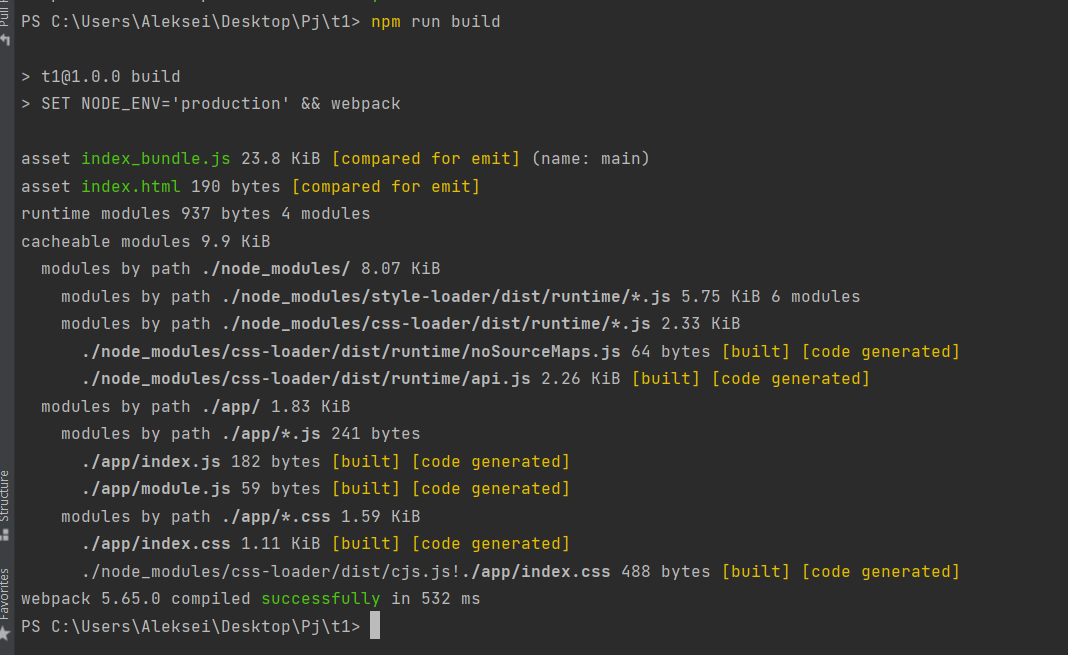 PS C:\Users\Aleksei\Desktop\Pj\t1> npm run build
> t1@1.0.0 build
> SET NODE_ENV='production' && webpack
asset index_bundle.js 23.8 KiB [compared for emit] (name: main)
asset index.html 190 bytes [compared for emit]
runtime modules 937 bytes 4 modules
cacheable modules 9.9 KiB
modules by path ./node_modules/ 8.07 KiB
modules by path ./node_modules/style-loader/dist/runtime/*.js 5.75 KiB 6 modules
modules by path ./node_modules/css-loader/dist/runtime/*.js 2.33 KiB
./node_modules/css-loader/dist/runtime/noSourceMaps.js 64 bytes [built] [code generated]
./node_modules/css-loader/dist/runtime/api.js 2.26 KiB [built] [code generated]
modules by path ./app/ 1.83 KiB
modules by path ./app/*.js 241 bytes
./app/index.js 182 bytes [built] [code generated]
./app/module.js 59 bytes [built] [code generated]
modules by path ./app/*.css 1.59 KiB
./app/index.css 1.11 KiB [built] [code generated]
./node_modules/css-loader/dist/cjs.js!./app/index.css 488 bytes [built] [code generated]
webpack 5.65.0 compiled successfully in 532 ms
PS C:\Users\Aleksei\Desktop\Pj\t1>
Pull
Structure
Favorites